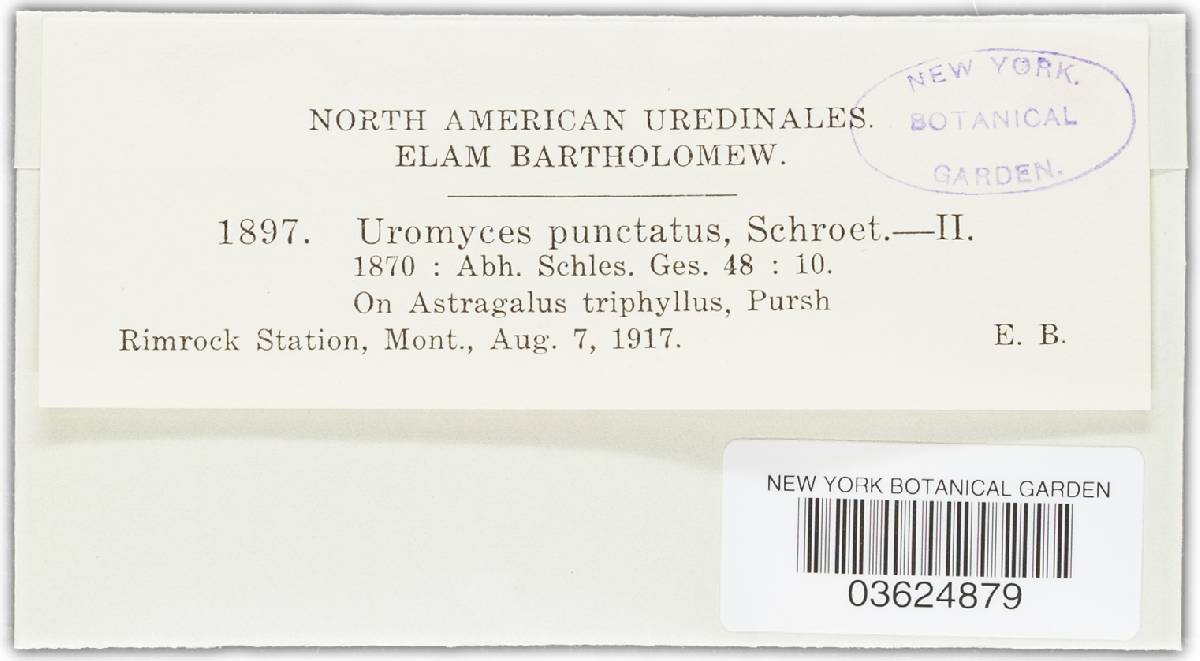 NEW YORK.
BOTANICAL
GARDEN.
NORTH AMERICAN UREDINALES.
ELAM BARTHOLOMEW.
1897. Uromyces punctatus, Schroet.—II.
1870 : Abh. Schles. Ges. 48 : 10.
On Astragalus triphyllus, Pursh
Rimrock Station, Mont., Aug. 7, 1917. E. B.
NEW YORK BOTANICAL GARDEN
03624879